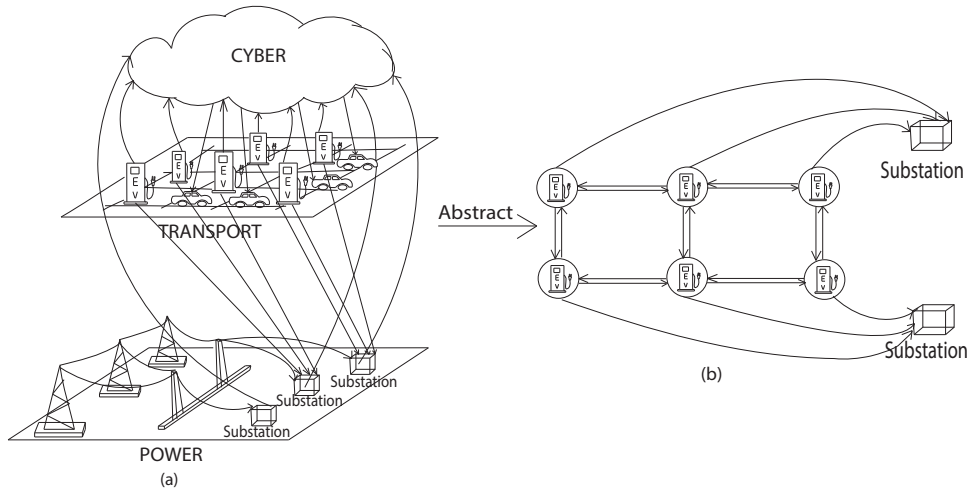 CYBER
E V
E V
E V
E V
E V
TRANSPORT
Substation
Substation
Substation
POWER
(a)
Abstract
Substation
E V
E V
E V
E V
E V
E V
Substation
(b)